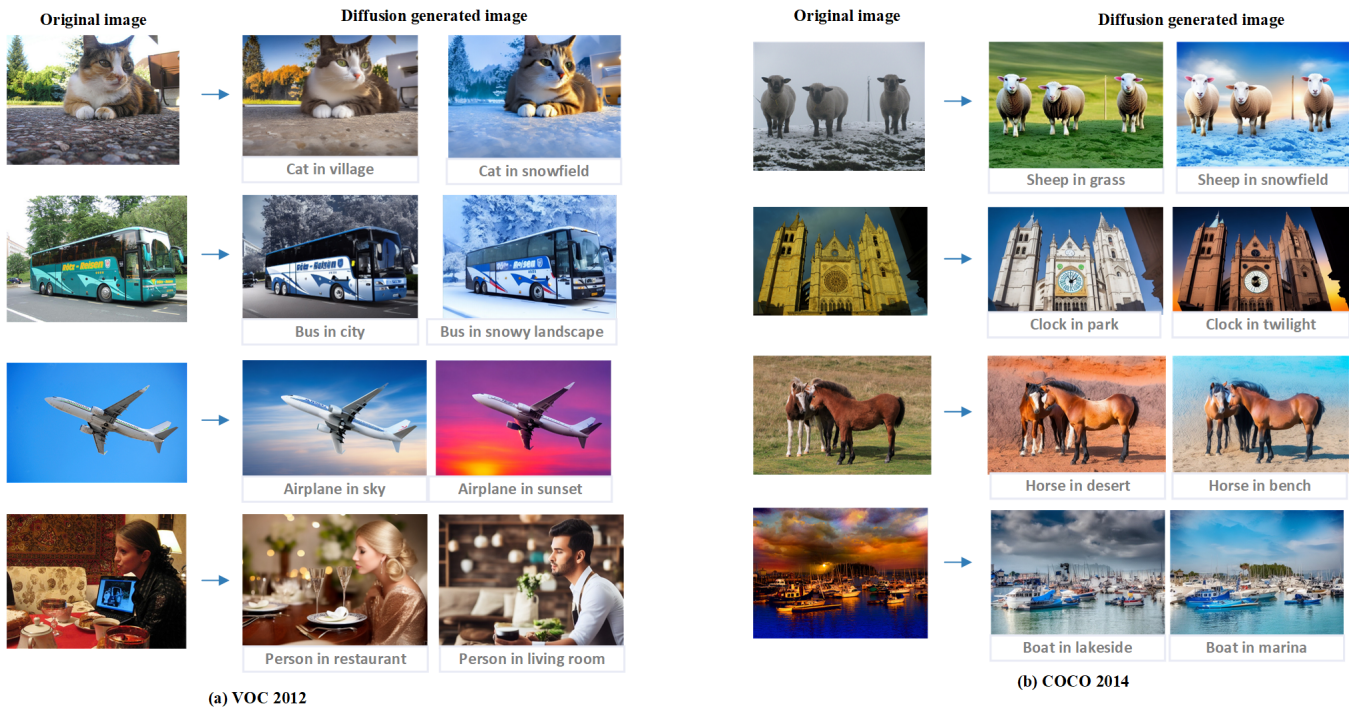 Original image
Diffusion generated image
Cat in village
Cat in snowfield
Bus in city
Bus in snowy landscape
Airplane in sky
Airplane in sunset
Person in restaurant
Person in living room
(a) VOC 2012
Original image
Diffusion generated image
Sheep in grass
Sheep in snowfield
Clock in park
Clock in twilight
Horse in desert
Horse in bench
Boat in lakeside
Boat in marina
(b) COCO 2014